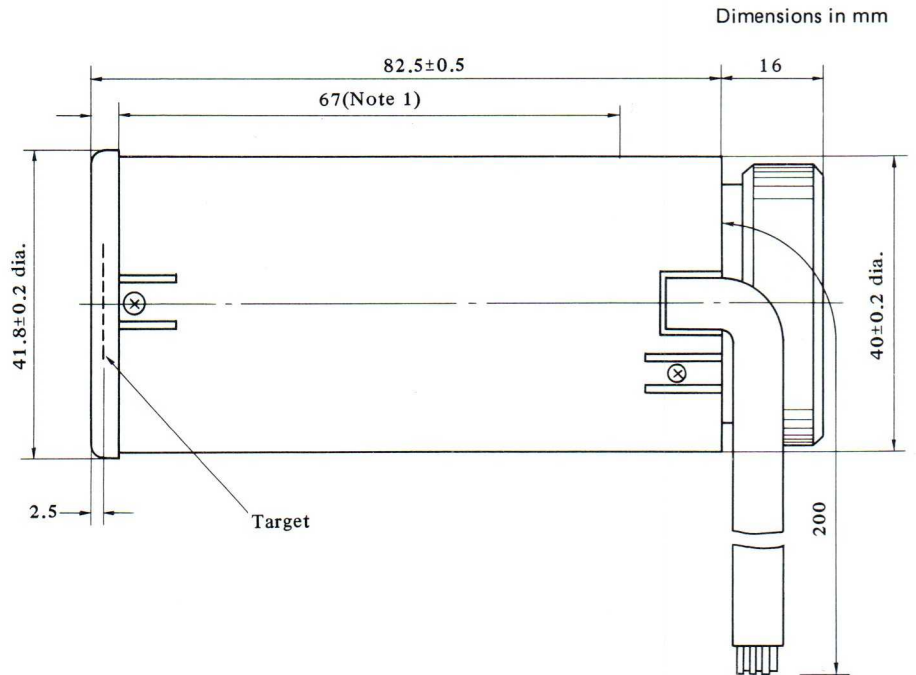 Dimensions in mm
82.5±0.5
16
67(Note 1)
41.8±0.2 dia.
40±0.2 dia.
2.5
Target
200